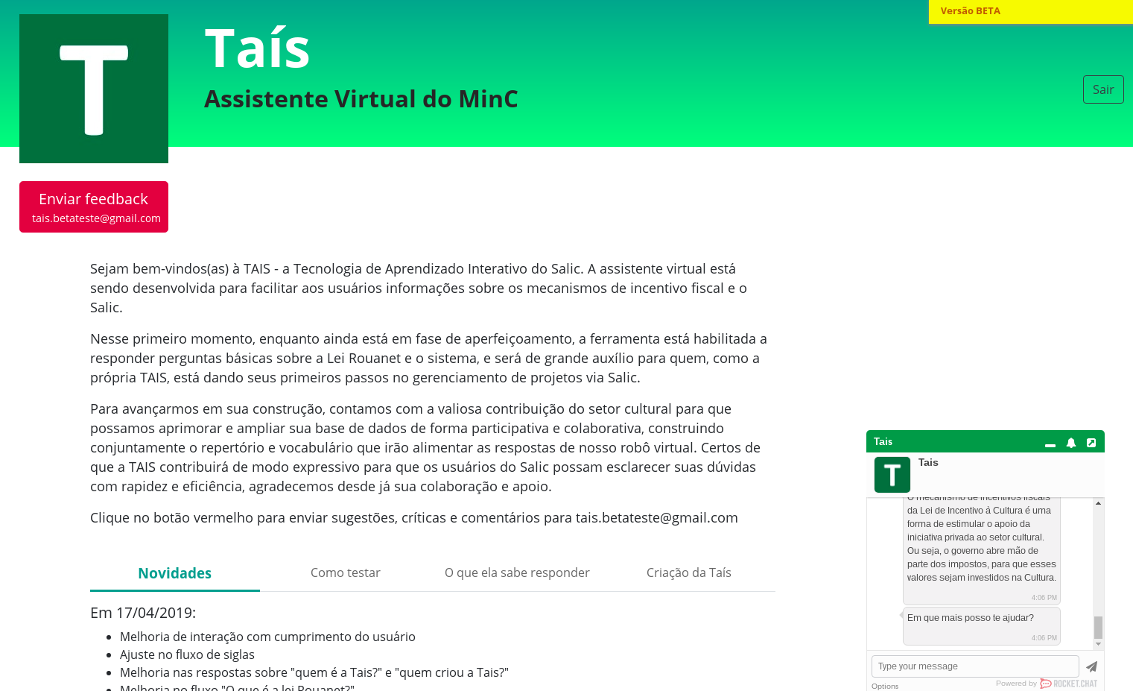 Versão BETA
T
Taís
Assistente Virtual do MinC
Sair
Enviar feedback
tais.betateste@gmail.com
Sejam bem-vindos(as) à TAIS - a Tecnologia de Aprendizado Interativo do Salic. A assistente virtual está
sendo desenvolvida para facilitar aos usuários informações sobre os mecanismos de incentivo fiscal e o
Salic.
Nesse primeiro momento, enquanto ainda está em fase de aperfeiçoamento, a ferramenta está habilitada a
responder perguntas básicas sobre a Lei Rouanet e o sistema, e será de grande auxílio para quem, como a
própria TAIS, está dando seus primeiros passos no gerenciamento de projetos via Salic.
Para avançarmos em sua construção, contamos com a valiosa contribuição do setor cultural para que
possamos aprimorar e ampliar sua base de dados de forma participativa e colaborativa, construindo
conjuntamente o repertório e vocabulário que irão alimentar as respostas de nosso robô virtual. Certos de
que a TAIS contribuirá de modo expressivo para que os usuários do Salic possam esclarecer suas dúvidas
com rapidez e eficiência, agradecemos desde já sua colaboração e apoio.
Clique no botão vermelho para enviar sugestões, críticas e comentários para tais.betateste@gmail.com
Novidades
Como testar
O que ela sabe responder
Criação da Taís
Em 17/04/2019:
Melhoria de interação com cumprimento do usuário
Ajuste no fluxo de siglas
Melhoria nas respostas sobre "quem é a Tais?" e "quem criou a Tais?"
Melhoria no fluxo "O que é a lei Rouanet?"
Tais
T
Tais
O mecanismo de incentivos fiscais
da Lei de Incentivo á Cultura é uma
forma de estimular o apoio da
iniciativa privada ao setor cultural.
Ou seja, o governo abre mão de
parte dos impostos, para que esses
valores sejam investidos na Cultura.
4:06 PM
Em que mais posso te ajudar?
4:06 PM
Type your message
Options
Powered by ROCKET.CHAT